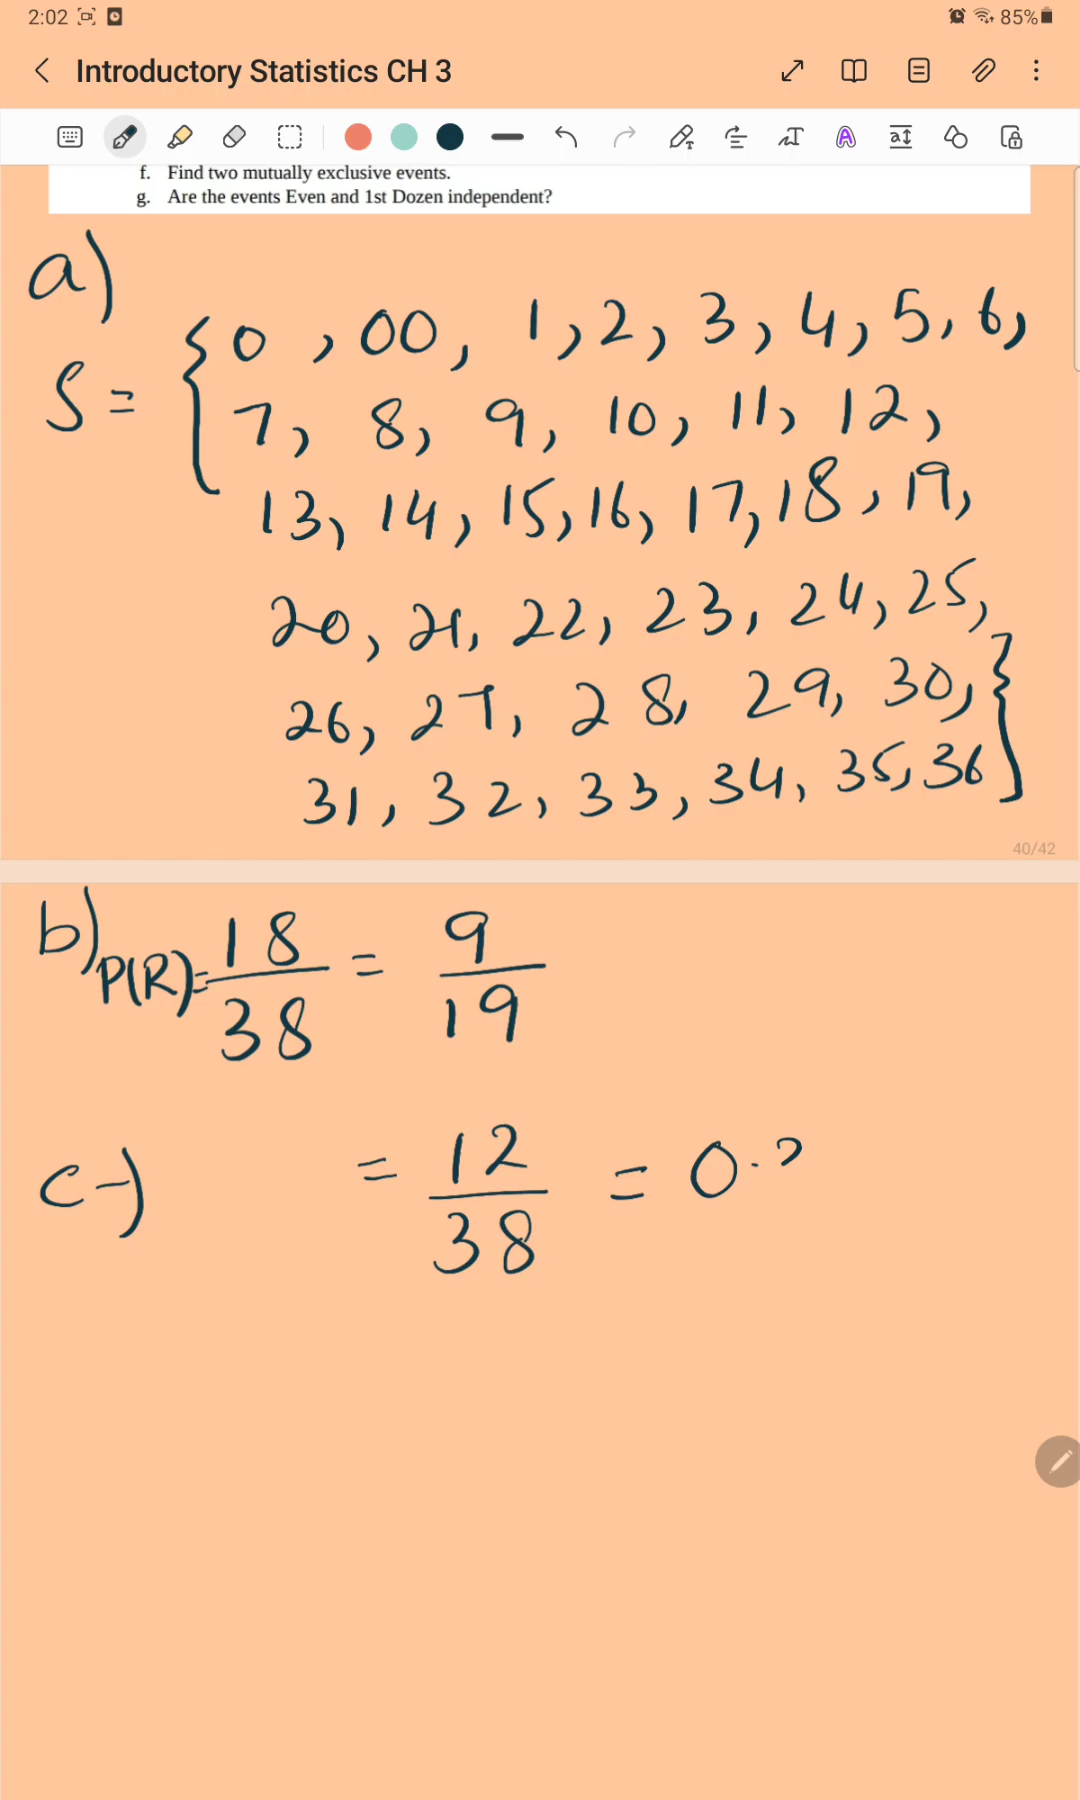 2:02 85%
Introductory Statistics CH 3
f. Find two mutually exclusive events.
g. Are the events Even and 1st Dozen independent?
a)
S = {0, 00, 1, 2, 3, 4, 5, 6,
7, 8, 9, 10, 11, 12,
13, 14, 15, 16, 17, 18, 19,
20, 21, 22, 23, 24, 25,
26, 27, 28, 29, 30,
31, 32, 33, 34, 35, 36}
40/42
b) P(R) = 18/38 = 9/19
c-) = 12/38 = 0.